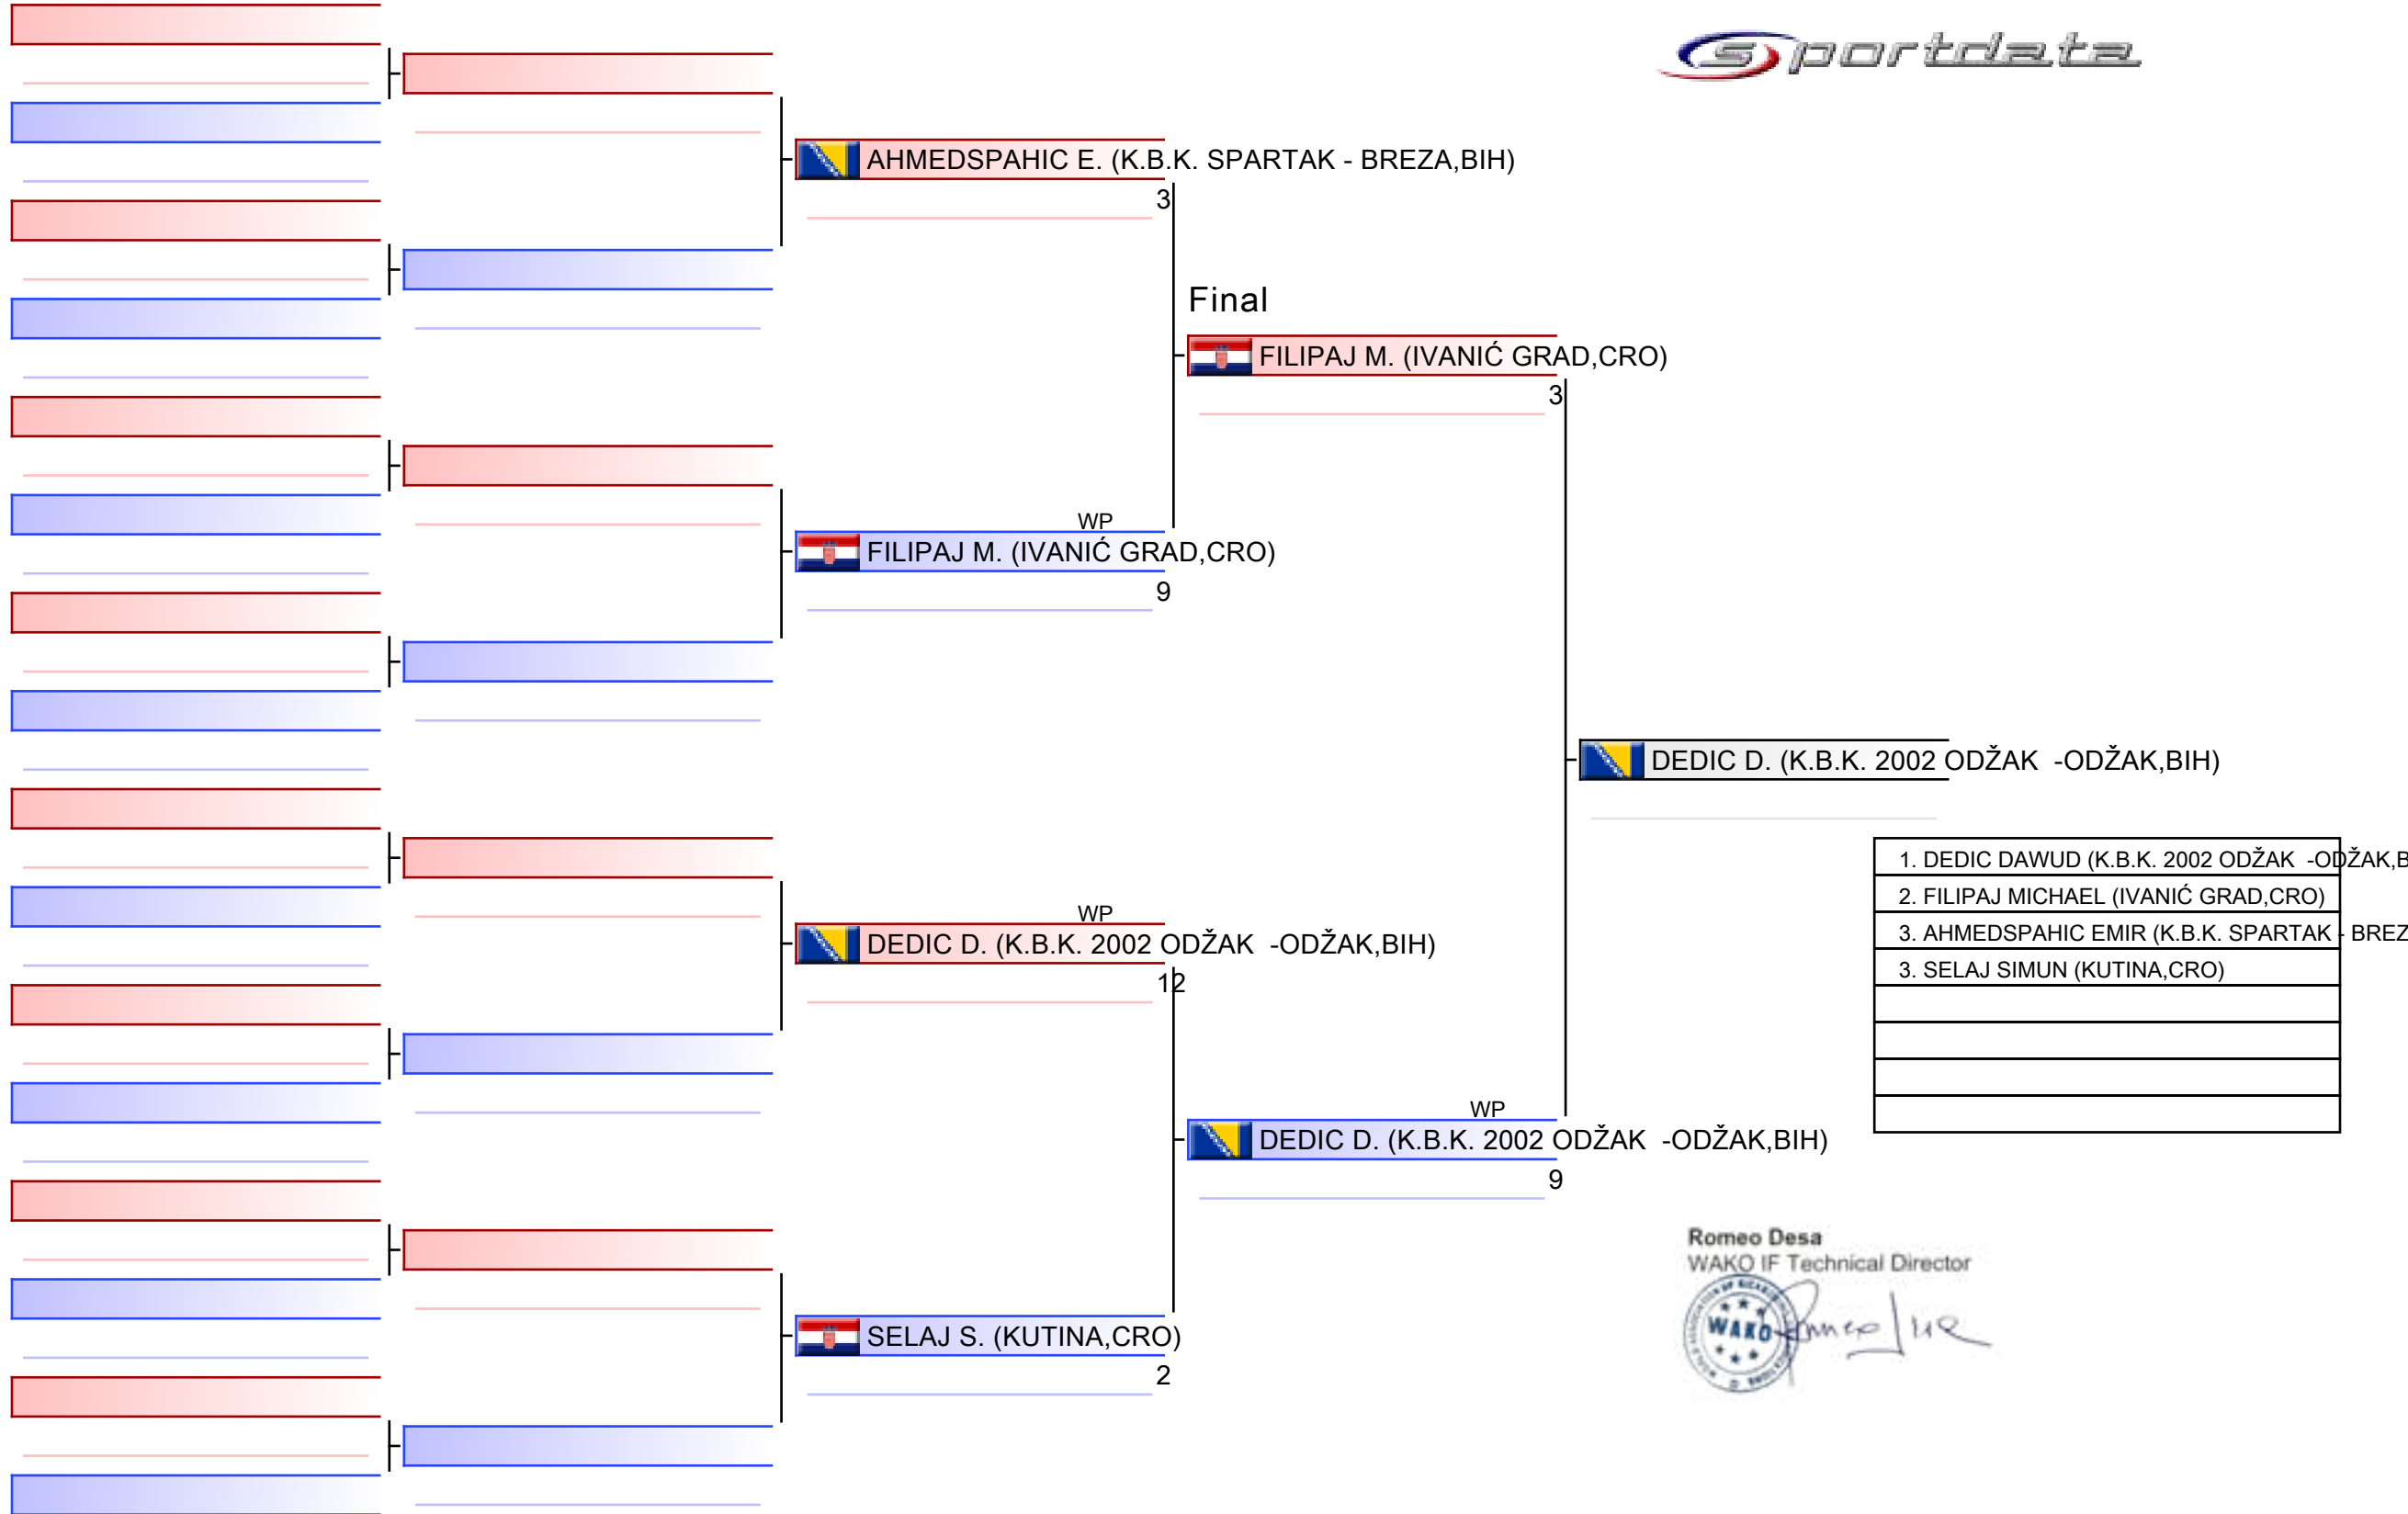 sportdata
AHMEDSPAHIC E. (K.B.K. SPARTAK - BREZA,BIH)
3
Final
FILIPAJ M. (IVANIĆ GRAD,CRO)
3
WP
FILIPAJ M. (IVANIĆ GRAD,CRO)
9
DEDIC D. (K.B.K. 2002 ODŽAK -ODŽAK,BIH)
1. DEDIC DAWUD (K.B.K. 2002 ODŽAK -ODŽAK,B
2. FILIPAJ MICHAEL (IVANIĆ GRAD,CRO)
3. AHMEDSPAHIC EMIR (K.B.K. SPARTAK - BREZ
3. SELAJ SIMUN (KUTINA,CRO)
WP
DEDIC D. (K.B.K. 2002 ODŽAK -ODŽAK,BIH)
12
WP
DEDIC D. (K.B.K. 2002 ODŽAK -ODŽAK,BIH)
9
SELAJ S. (KUTINA,CRO)
2
Romeo Desa
WAKO IF Technical Director
WAKO